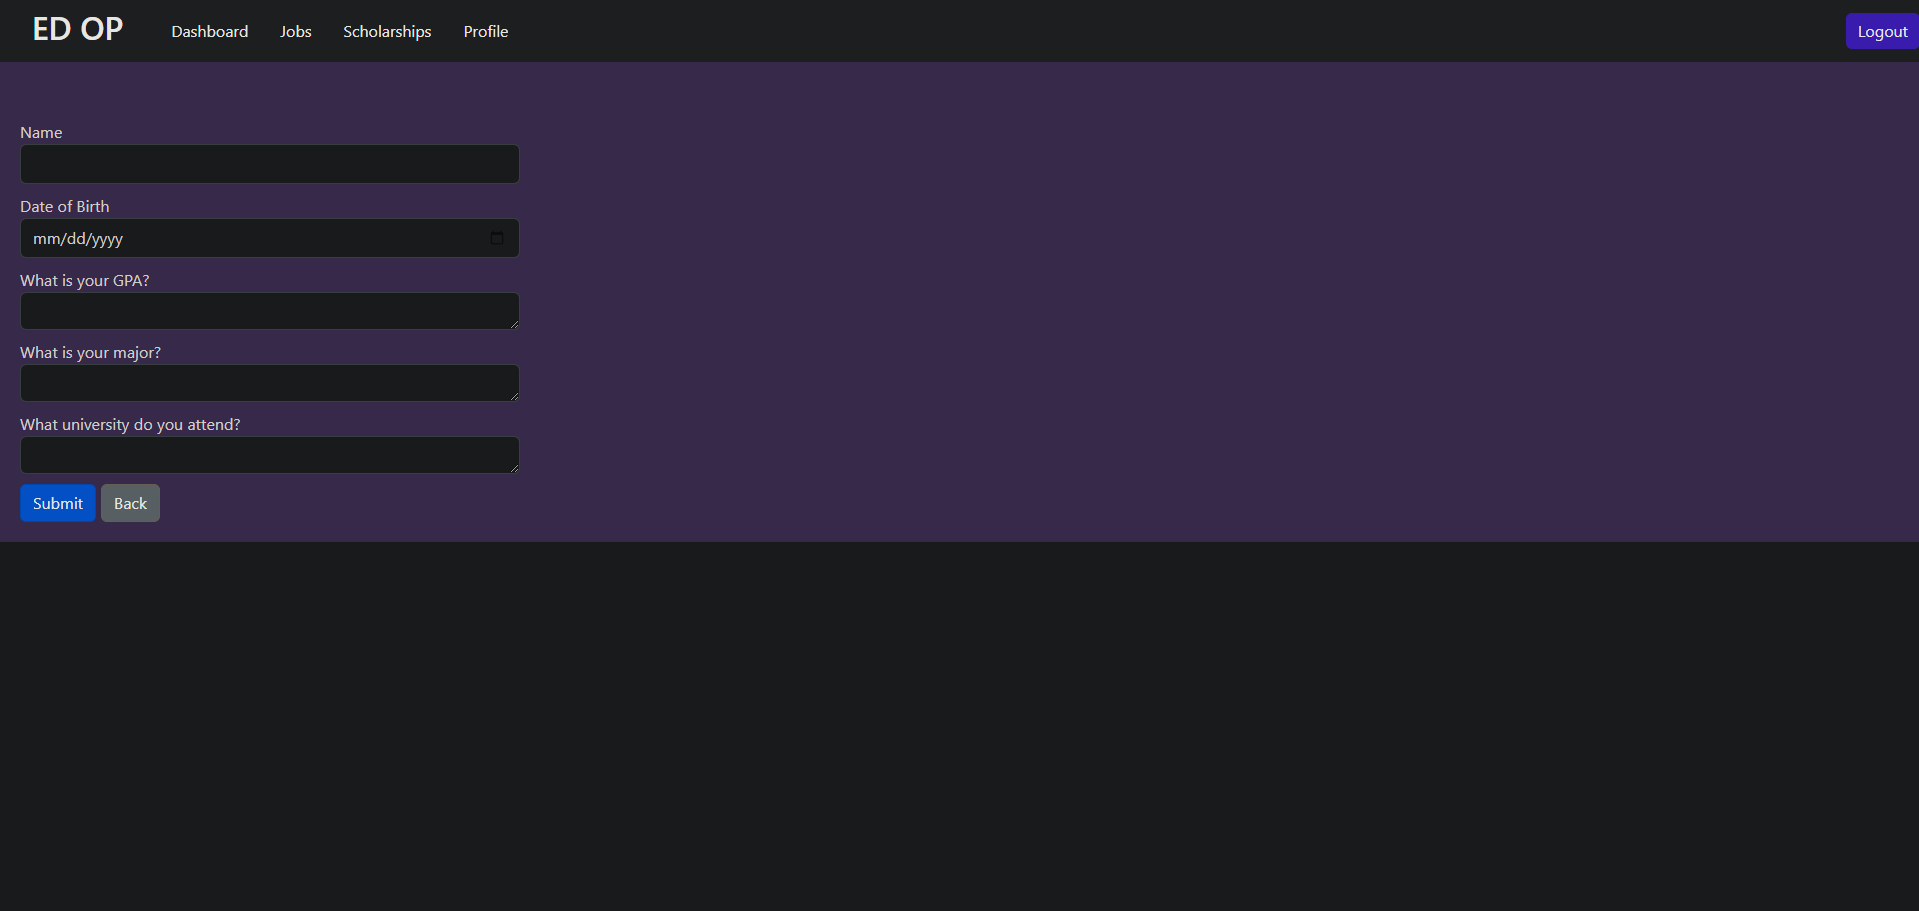 ED OP Dashboard Jobs Scholarships Profile Logout
Name
Date of Birth
mm/dd/yyyy
What is your GPA?
What is your major?
What university do you attend?
Submit Back